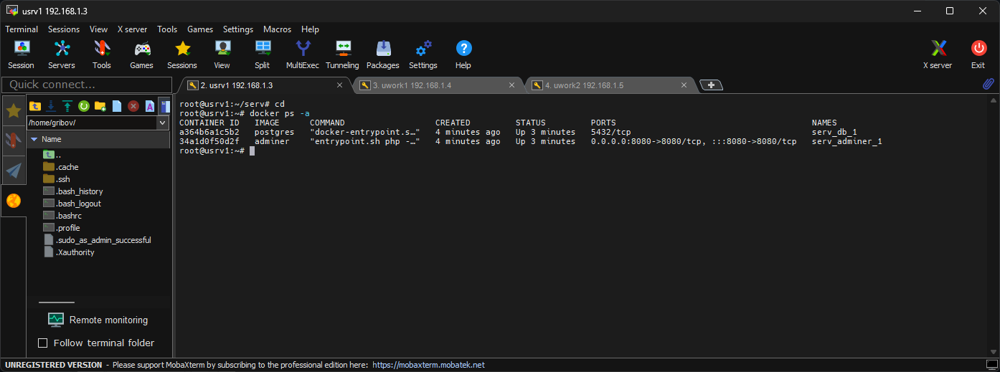 usrv1 192.168.1.3
Terminal Sessions View X server Tools Games Settings Macros Help
Session Servers Tools Games Sessions View Split MultiExec Tunneling Packages Settings Help X server Exit
Quick connect...
2. usrv1 192.168.1.3
3. uwork1 192.168.1.4
4. uwork2 192.168.1.5
/home/gribov/
Name
..
.cache
.ssh
.bash_history
.bash_logout
.bashrc
.profile
.sudo_as_admin_successful
.Xauthority
Remote monitoring
Follow terminal folder
root@usrv1:~/serv# cd
root@usrv1:~# docker ps -a
CONTAINER ID IMAGE COMMAND CREATED STATUS PORTS NAMES
a364b6a1c5b2 postgres "docker-entrypoint.s…" 4 minutes ago Up 3 minutes 5432/tcp serv_db_1
34a1d0f50d2f adminer "entrypoint.sh php -…" 4 minutes ago Up 3 minutes 0.0.0.0:8080->8080/tcp, :::8080->8080/tcp serv_adminer_1
root@usrv1:~#
UNREGISTERED VERSION - Please support MobaXterm by subscribing to the professional edition here: https://mobaxterm.mobatek.net